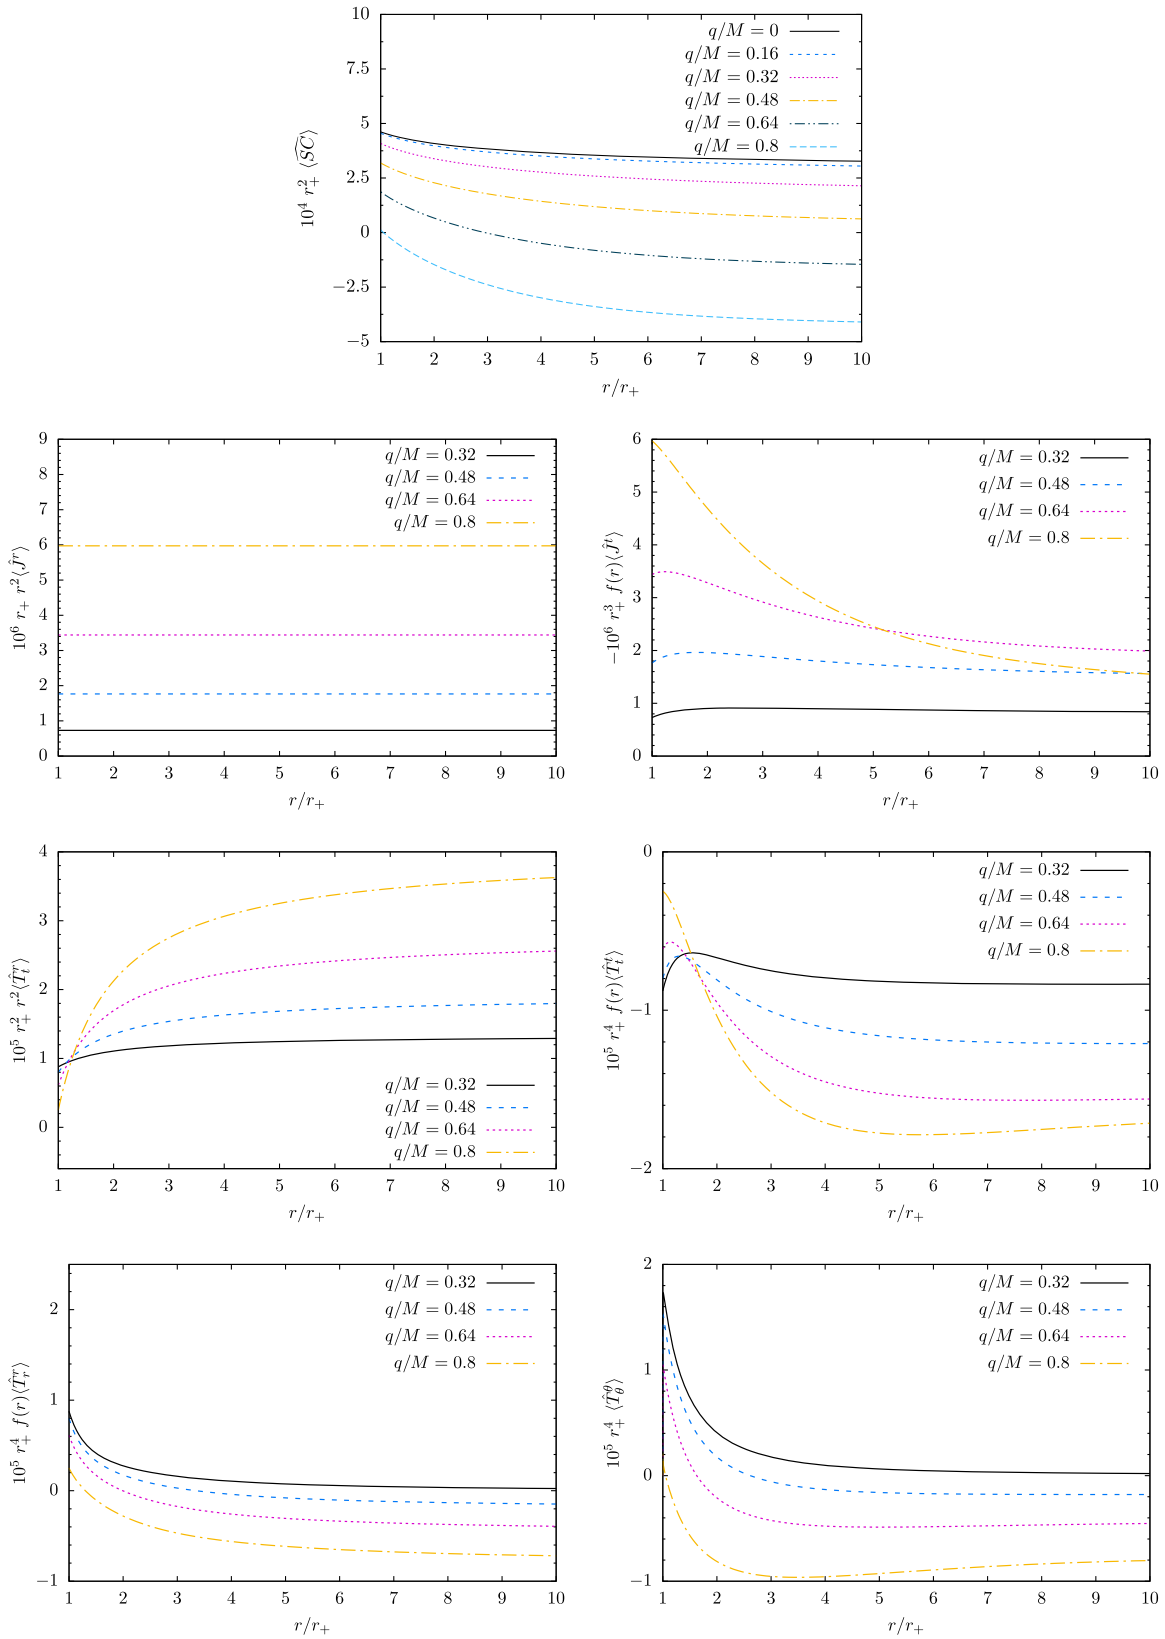 10
7.5
5
2.5
0
−2.5
−5
10^4 r_+^2 ⟨\widehat{SC}⟩
q/M = 0
q/M = 0.16
q/M = 0.32
q/M = 0.48
q/M = 0.64
q/M = 0.8
1 2 3 4 5 6 7 8 9 10
r/r_+
9
8
7
6
5
4
3
2
1
0
10^6 r_+ r^2⟨Ĵ^r⟩
q/M = 0.32
q/M = 0.48
q/M = 0.64
q/M = 0.8
1 2 3 4 5 6 7 8 9 10
r/r_+
6
5
4
3
2
1
0
−10^6 r_+^3 f(r)⟨Ĵ^t⟩
q/M = 0.32
q/M = 0.48
q/M = 0.64
q/M = 0.8
1 2 3 4 5 6 7 8 9 10
r/r_+
4
3
2
1
0
10^5 r_+^2 r^2⟨T̂_t^r⟩
q/M = 0.32
q/M = 0.48
q/M = 0.64
q/M = 0.8
1 2 3 4 5 6 7 8 9 10
r/r_+
0
−1
−2
10^5 r_+^4 f(r)⟨T̂_t^t⟩
q/M = 0.32
q/M = 0.48
q/M = 0.64
q/M = 0.8
1 2 3 4 5 6 7 8 9 10
r/r_+
2
1
0
−1
10^5 r_+^4 f(r)⟨T̂_r^r⟩
q/M = 0.32
q/M = 0.48
q/M = 0.64
q/M = 0.8
1 2 3 4 5 6 7 8 9 10
r/r_+
2
1
0
−1
10^5 r_+^4 ⟨T̂_θ^θ⟩
q/M = 0.32
q/M = 0.48
q/M = 0.64
q/M = 0.8
1 2 3 4 5 6 7 8 9 10
r/r_+